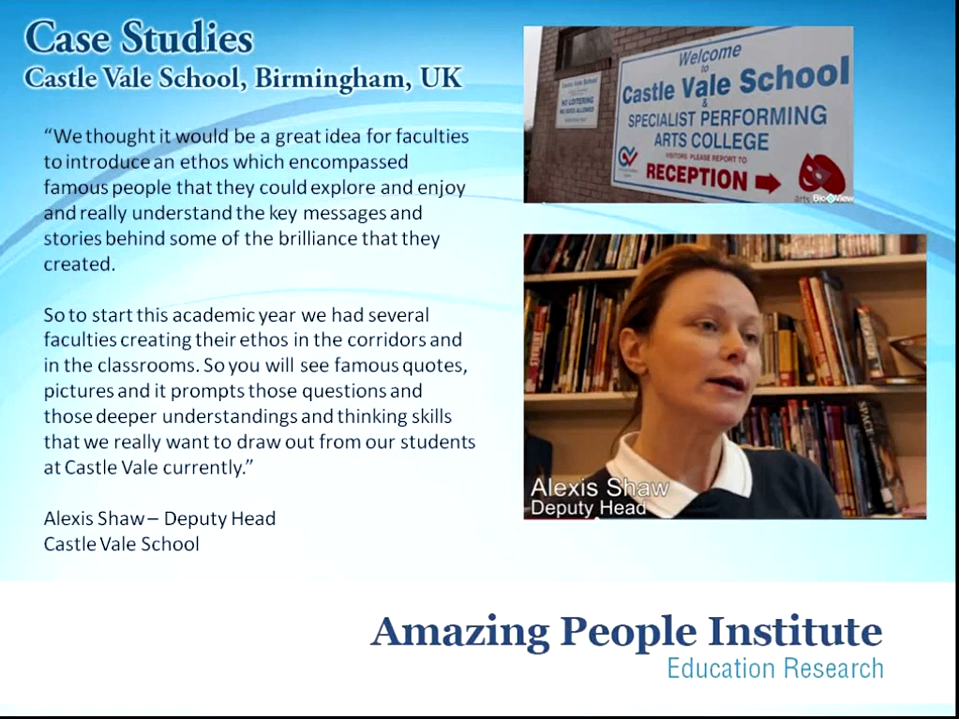 Case Studies
Castle Vale School, Birmingham, UK
“We thought it would be a great idea for faculties
to introduce an ethos which encompassed
famous people that they could explore and enjoy
and really understand the key messages and
stories behind some of the brilliance that they
created.
So to start this academic year we had several
faculties creating their ethos in the corridors and
in the classrooms. So you will see famous quotes,
pictures and it prompts those questions and
those deeper understandings and thinking skills
that we really want to draw out from our students
at Castle Vale currently.”
Alexis Shaw – Deputy Head
Castle Vale School
Welcome
to
Castle Vale School
&
SPECIALIST PERFORMING
ARTS COLLEGE
VISITORS PLEASE REPORT TO
RECEPTION
arts
BioView
Castle Vale School
NO LOITERING
Alexis Shaw
Deputy Head
SPACE
Amazing People Institute
Education Research